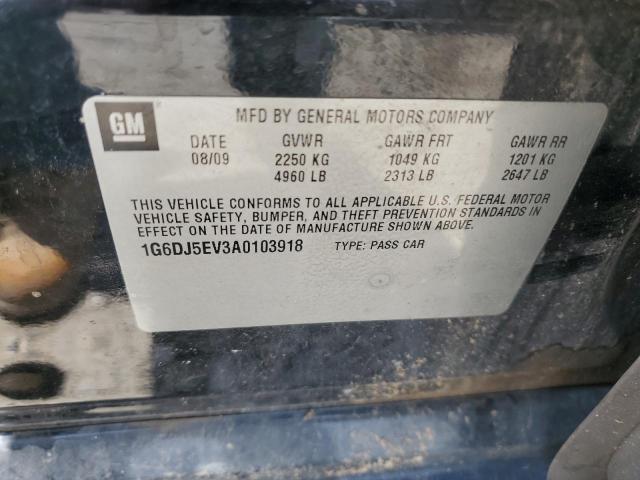 GM
MFD BY GENERAL MOTORS COMPANY
DATE GVWR GAWR FRT GAWR RR
08/09 2250 KG 1049 KG 1201 KG
4960 LB 2313 LB 2647 LB
THIS VEHICLE CONFORMS TO ALL APPLICABLE U.S. FEDERAL MOTOR
VEHICLE SAFETY, BUMPER, AND THEFT PREVENTION STANDARDS IN
EFFECT ON THE DATE OF MANUFACTURE SHOWN ABOVE.
1G6DJ5EV3A0103918 TYPE: PASS CAR